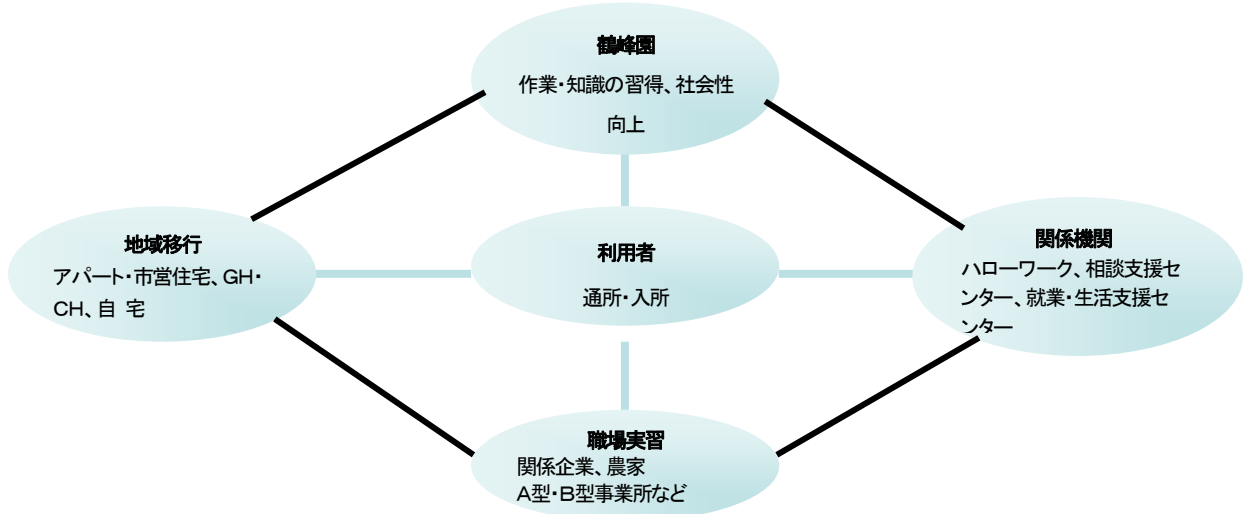 鶴峰園
作業・知識の習得、社会性
向上
地域移行
アパート・市営住宅、GH・
CH、自 宅
利用者
通所・入所
関係機関
ハローワーク、相談支援セ
ンター、就業・生活支援セ
ンター
職場実習
関係企業、農家
A型・B型事業所など